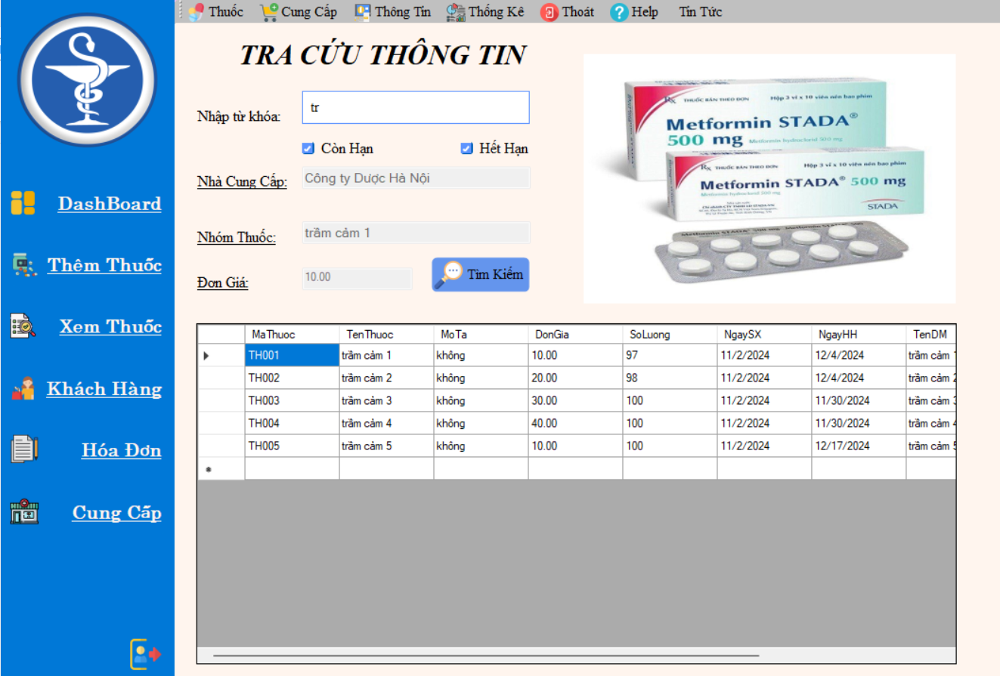 Thuốc Cung Cấp Thông Tin Thống Kê Thoát Help Tin Tức
TRA CỨU THÔNG TIN
Nhập từ khóa: tr
Còn Hạn Hết Hạn
Nhà Cung Cấp: Công ty Dược Hà Nội
Nhóm Thuốc: trầm cảm 1
Đơn Giá: 10.00 Tìm Kiếm
DashBoard
Thêm Thuốc
Xem Thuốc
Khách Hàng
Hóa Đơn
Cung Cấp
Rx THUỐC BÁN THEO ĐƠN Hộp 3 vỉ x 10 viên nén bao phim
Metformin STADA®
500 mg Metformin hydroclorid 500 mg
Rx THUỐC BÁN THEO ĐƠN Hộp 3 vỉ x 10 viên nén bao phim
Metformin STADA® 500 mg
Metformin hydroclorid 500 mg
STADA
MaThuoc TenThuoc MoTa DonGia SoLuong NgaySX NgayHH TenDM
TH001 trầm cảm 1 không 10.00 97 11/2/2024 12/4/2024 trầm cảm 1
TH002 trầm cảm 2 không 20.00 98 11/2/2024 12/4/2024 trầm cảm 2
TH003 trầm cảm 3 không 30.00 100 11/2/2024 11/30/2024 trầm cảm 3
TH004 trầm cảm 4 không 40.00 100 11/2/2024 11/30/2024 trầm cảm 4
TH005 trầm cảm 5 không 10.00 100 11/2/2024 12/17/2024 trầm cảm 5